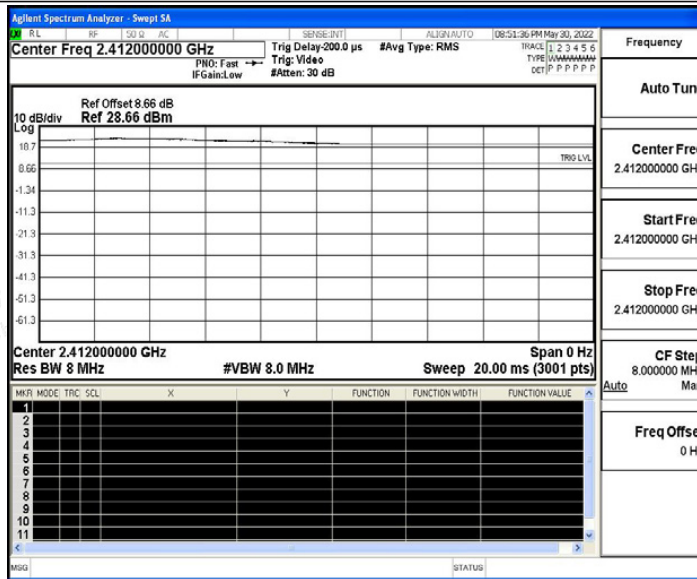 Agilent Spectrum Analyzer - Swept SA
RL RF 50 Ω AC SENSE:INT ALIGN AUTO 08:51:36 PM May 30, 2022
Center Freq 2.412000000 GHz
PNO: Fast
IFGain:Low
Trig Delay-200.0 µs
Trig: Video
#Atten: 30 dB
#Avg Type: RMS
TRACE 1 2 3 4 5 6
TYPE
DET P P P P P P
Ref Offset 8.66 dB
10 dB/div Ref 28.66 dBm
Log
18.7
8.66
-1.34
-11.3
-21.3
-31.3
-41.3
-51.3
-61.3
TRIG LVL
Center 2.412000000 GHz Span 0 Hz
Res BW 8 MHz #VBW 8.0 MHz Sweep 20.00 ms (3001 pts)
MKR MODE TRC SCL X Y FUNCTION FUNCTION WIDTH FUNCTION VALUE
1
2
3
4
5
6
7
8
9
10
11
MSG STATUS
Frequency
Auto Tun
Center Fre
2.412000000 GH
Start Fre
2.412000000 GH
Stop Fre
2.412000000 GH
CF Ste
8.000000 MH
Auto Ma
Freq Offse
0 H